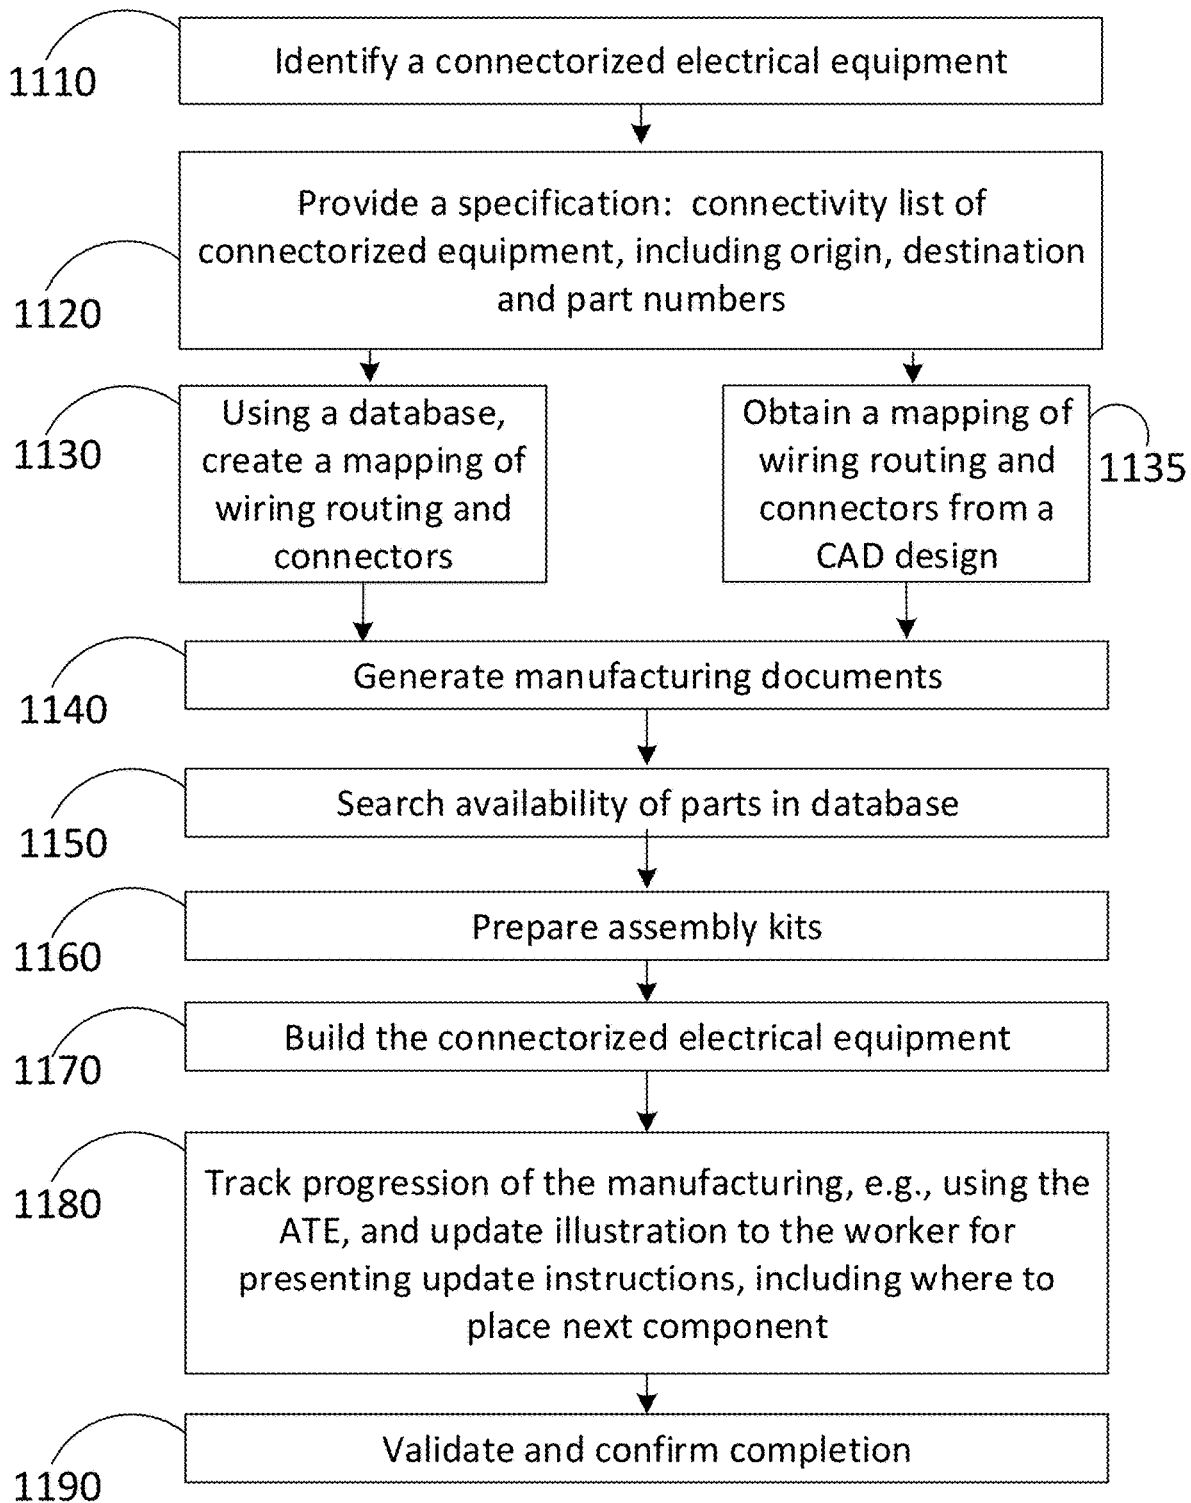 1110
Identify a connectorized electrical equipment
1120
Provide a specification: connectivity list of
connectorized equipment, including origin, destination
and part numbers
1130
Using a database,
create a mapping of
wiring routing and
connectors
Obtain a mapping of
wiring routing and
connectors from a
CAD design
1135
1140
Generate manufacturing documents
1150
Search availability of parts in database
1160
Prepare assembly kits
1170
Build the connectorized electrical equipment
1180
Track progression of the manufacturing, e.g., using the
ATE, and update illustration to the worker for
presenting update instructions, including where to
place next component
1190
Validate and confirm completion